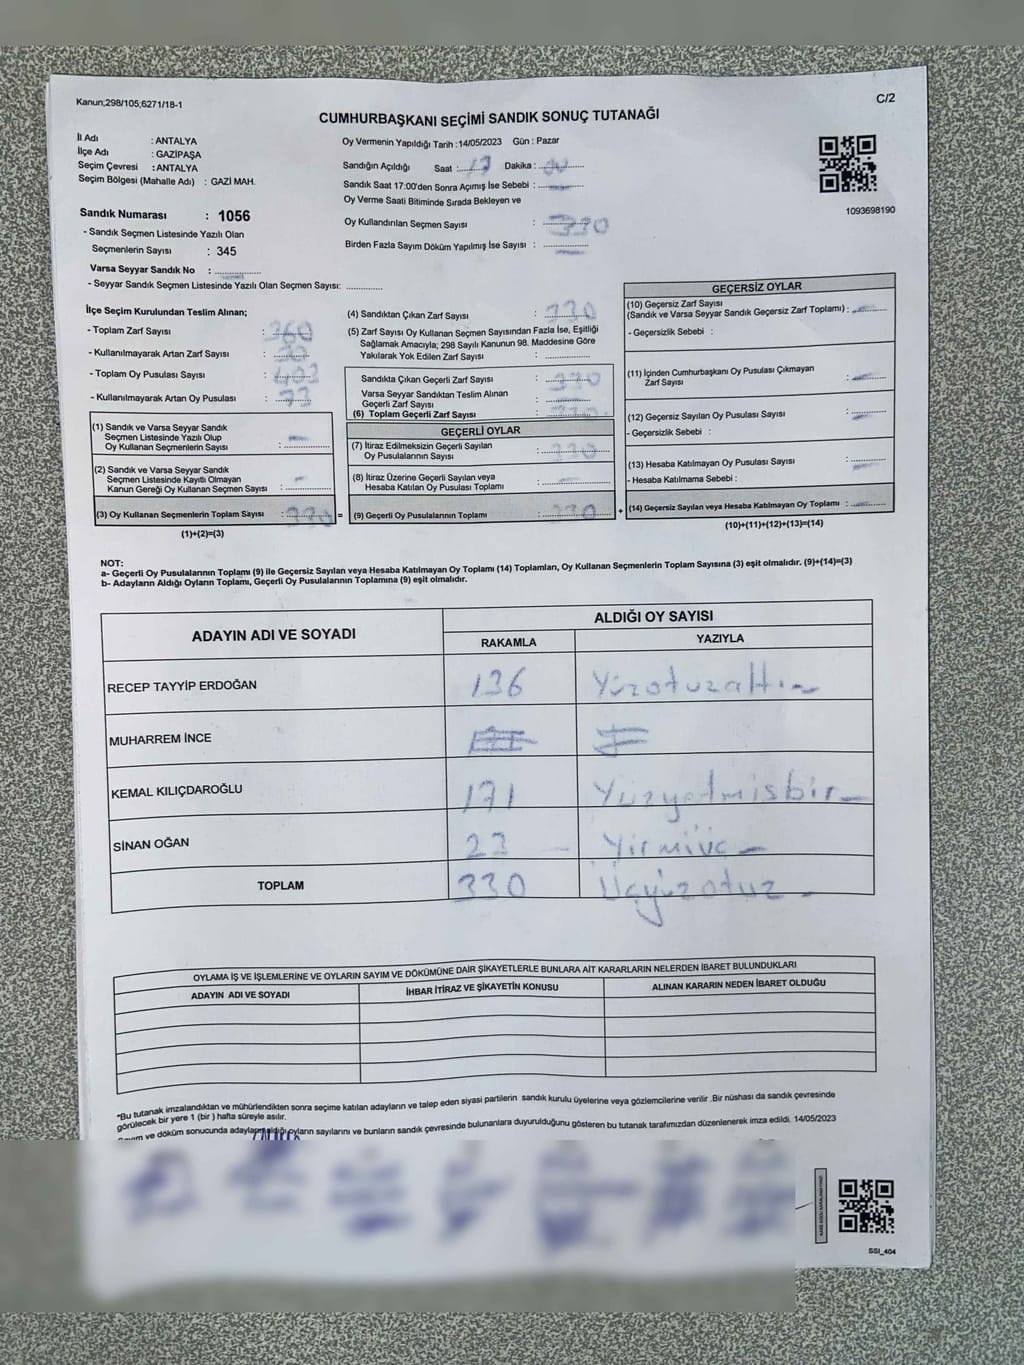 Kanun;298/105;6271/18-1
C/2
CUMHURBAŞKANI SEÇİMİ SANDIK SONUÇ TUTANAĞI
İl Adı : ANTALYA
İlçe Adı : GAZİPAŞA
Seçim Çevresi : ANTALYA
Seçim Bölgesi (Mahalle Adı) : GAZİ MAH.
Oy Vermenin Yapıldığı Tarih :14/05/2023 Gün : Pazar
Sandığın Açıldığı Saat : 17 Dakika :
Sandık Saat 17:00'den Sonra Açımış İse Sebebi :
Oy Verme Saati Bitiminde Sırada Bekleyen ve
Oy Kullandırılan Seçmen Sayısı : 330
Birden Fazla Sayım Döküm Yapılmış İse Sayısı :
1093698190
Sandık Numarası : 1056
- Sandık Seçmen Listesinde Yazılı Olan
Seçmenlerin Sayısı : 345
Varsa Seyyar Sandık No :
- Seyyar Sandık Seçmen Listesinde Yazılı Olan Seçmen Sayısı:
İlçe Seçim Kurulundan Teslim Alınan;
- Toplam Zarf Sayısı : 360
- Kullanılmayarak Artan Zarf Sayısı : 30
- Toplam Oy Pusulası Sayısı : 403
- Kullanılmayarak Artan Oy Pusulası : 73
(1) Sandık ve Varsa Seyyar Sandık
Seçmen Listesinde Yazılı Olup
Oy Kullanan Seçmenlerin Sayısı :
(2) Sandık ve Varsa Seyyar Sandık
Seçmen Listesinde Kayıtlı Olmayan
Kanun Gereği Oy Kullanan Seçmen Sayısı :
(3) Oy Kullanan Seçmenlerin Toplam Sayısı : 330 =
(1)+(2)=(3)
(4) Sandıktan Çıkan Zarf Sayısı : 330
(5) Zarf Sayısı Oy Kullanan Seçmen Sayısından Fazla İse, Eşitliği
Sağlamak Amacıyla; 298 Sayılı Kanunun 98. Maddesine Göre
Yakılarak Yok Edilen Zarf Sayısı :
Sandıkta Çıkan Geçerli Zarf Sayısı : 330
Varsa Seyyar Sandıktan Teslim Alınan
Geçerli Zarf Sayısı :
(6) Toplam Geçerli Zarf Sayısı : 330
GEÇERLİ OYLAR
(7) İtiraz Edilmeksizin Geçerli Sayılan
Oy Pusulalarının Sayısı : 330
(8) İtiraz Üzerine Geçerli Sayılan veya
Hesaba Katılan Oy Pusulası Toplamı :
(9) Geçerli Oy Pusulalarının Toplamı : 330 +
GEÇERSİZ OYLAR
(10) Geçersiz Zarf Sayısı
(Sandık ve Varsa Seyyar Sandık Geçersiz Zarf Toplamı) :
- Geçersizlik Sebebi :
(11) İçinden Cumhurbaşkanı Oy Pusulası Çıkmayan
Zarf Sayısı :
(12) Geçersiz Sayılan Oy Pusulası Sayısı :
- Geçersizlik Sebebi :
(13) Hesaba Katılmayan Oy Pusulası Sayısı :
- Hesaba Katılmama Sebebi :
(14) Geçersiz Sayılan veya Hesaba Katılmayan Oy Toplamı :
(10)+(11)+(12)+(13)=(14)
NOT:
a- Geçerli Oy Pusulalarının Toplamı (9) ile Geçersiz Sayılan veya Hesaba Katılmayan Oy Toplamı (14) Toplamları, Oy Kullanan Seçmenlerin Toplam Sayısına (3) eşit olmalıdır. (9)+(14)=(3)
b- Adayların Aldığı Oyların Toplamı, Geçerli Oy Pusulalarının Toplamına (9) eşit olmalıdır.
ADAYIN ADI VE SOYADI
ALDIĞI OY SAYISI
RAKAMLA YAZIYLA
RECEP TAYYİP ERDOĞAN 136 Yüzotuzaltı
MUHARREM İNCE
KEMAL KILIÇDAROĞLU 171 Yüzyetmişbir
SİNAN OĞAN 23 Yirmiüç
TOPLAM 330 Üçyüzotuz
OYLAMA İŞ VE İŞLEMLERİNE VE OYLARIN SAYIM VE DÖKÜMÜNE DAİR ŞİKAYETLERLE BUNLARA AİT KARARLARIN NELERDEN İBARET BULUNDUKLARI
ADAYIN ADI VE SOYADI İHBAR İTİRAZ VE ŞİKAYETİN KONUSU ALINAN KARARIN NEDEN İBARET OLDUĞU
*Bu tutanak imzalandıktan ve mühürlendikten sonra seçime katılan adayların ve talep eden siyasi partilerin sandık kurulu üyelerine veya gözlemcilerine verilir .Bir nüshası da sandık çevresinde
görülecek bir yere 1 (bir ) hafta süreyle asılır.
ve döküm sonucunda oyların sayılarını ve bunların sandık çevresinde bulunanlara duyurulduğunu gösteren bu tutanak tarafımızdan düzenlenerek imza edildi. 14/05/2023
SSI_404